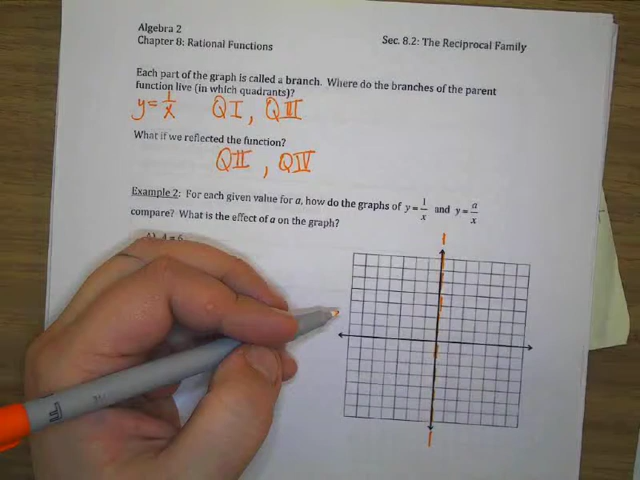 Algebra 2
Chapter 8: Rational Functions
Sec. 8.2: The Reciprocal Family
Each part of the graph is called a branch. Where do the branches of the parent
function live (in which quadrants)?
y = 1/x QI, QIII
What if we reflected the function?
QII, QIV
Example 2: For each given value for a, how do the graphs of y = 1/x and y = a/x
compare? What is the effect of a on the graph?